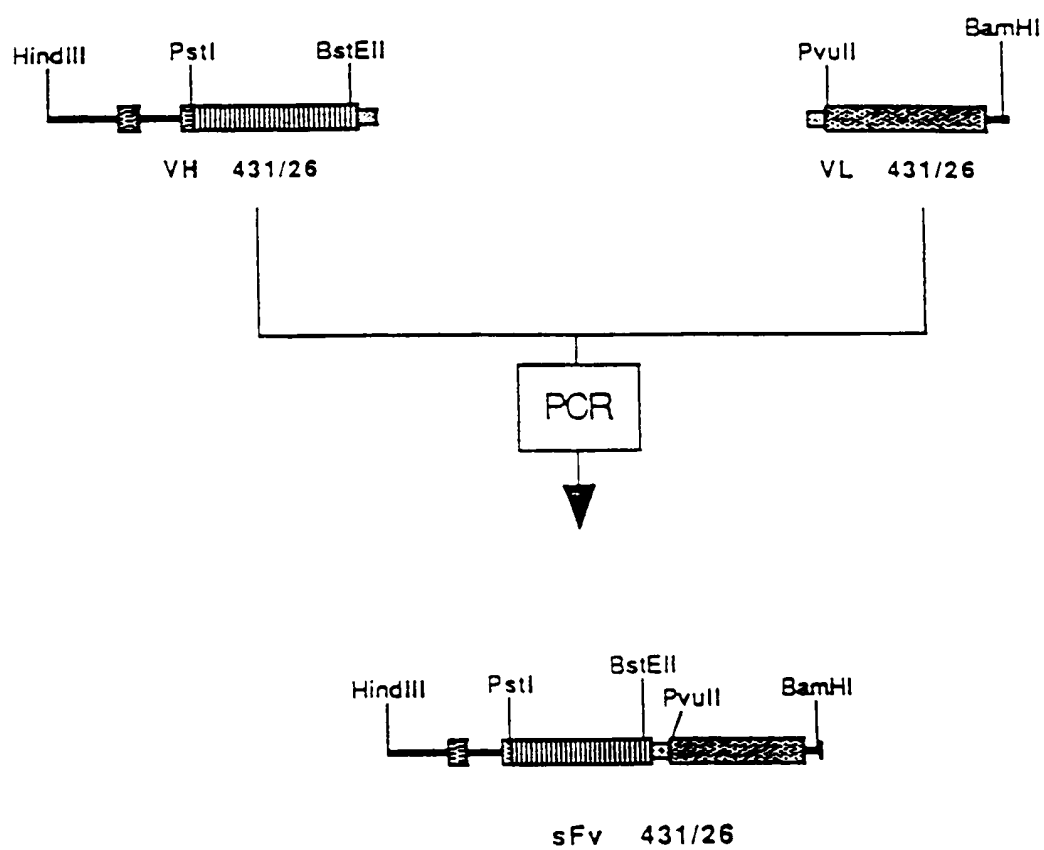 HindIII PstI BstEII
PvuII BamHI
VH 431/26
VL 431/26
PCR
HindIII PstI BstEII PvuII BamHI
sFv 431/26